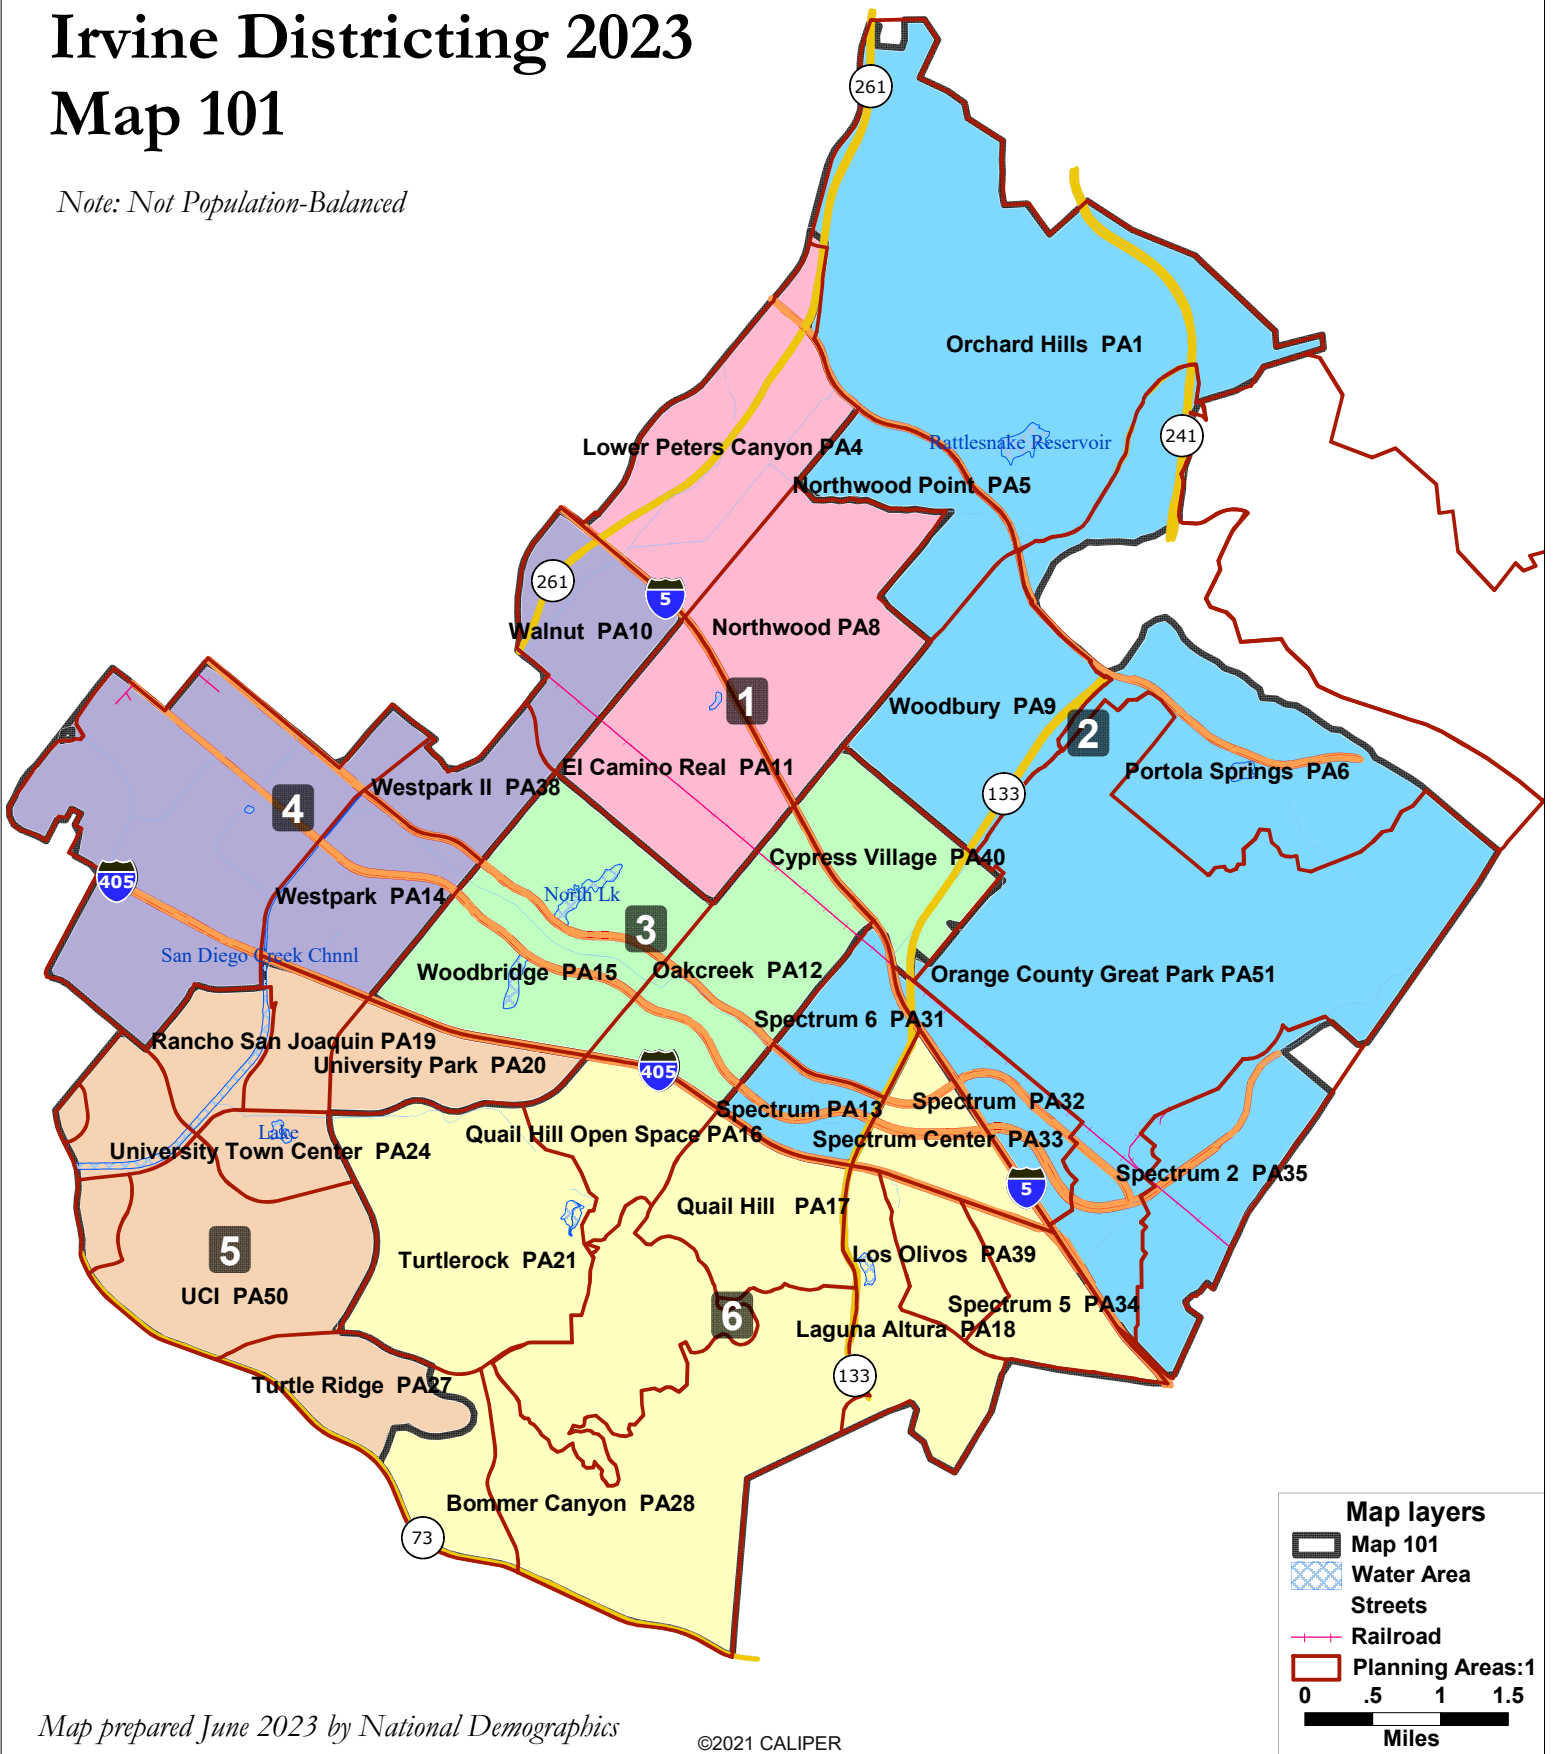 Irvine Districting 2023
Map 101
Note: Not Population-Balanced
261
Orchard Hills PA1
241
Rattlesnake Reservoir
Lower Peters Canyon PA4
Northwood Point PA5
261
5
Walnut PA10
Northwood PA8
1
Woodbury PA9
2
El Camino Real PA11
Westpark II PA38
Portola Springs PA6
133
4
Cypress Village PA40
405
Westpark PA14
North Lk
3
San Diego Creek Chnnl
Woodbridge PA15
Oakcreek PA12
Orange County Great Park PA51
Spectrum 6 PA31
Rancho San Joaquin PA19
University Park PA20
405
Spectrum PA13
Spectrum PA32
Lake
Quail Hill Open Space PA16
Spectrum Center PA33
University Town Center PA24
Spectrum 2 PA35
5
Quail Hill PA17
5
Turtlerock PA21
Los Olivos PA39
UCI PA50
Spectrum 5 PA34
6
Laguna Altura PA18
133
Turtle Ridge PA27
Bommer Canyon PA28
73
Map layers
Map 101
Water Area
Streets
Railroad
Planning Areas:1
0 .5 1 1.5
Miles
Map prepared June 2023 by National Demographics
©2021 CALIPER